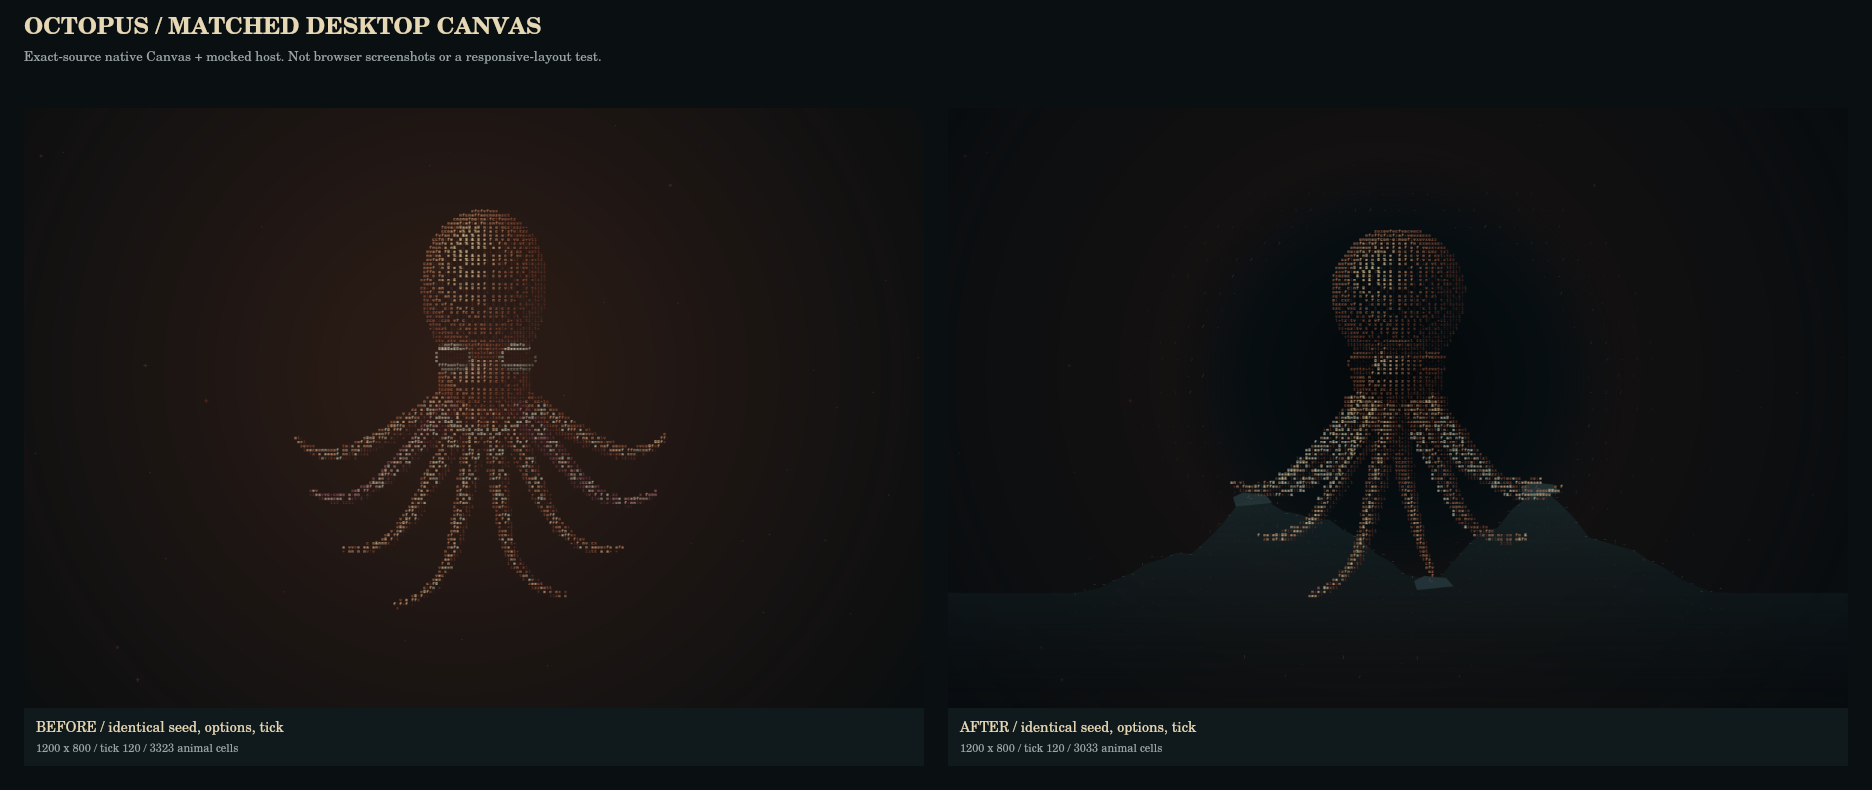 OCTOPUS / MATCHED DESKTOP CANVAS
Exact-source native Canvas + mocked host. Not browser screenshots or a responsive-layout test.
BEFORE / identical seed, options, tick
1200 x 800 / tick 120 / 3323 animal cells
AFTER / identical seed, options, tick
1200 x 800 / tick 120 / 3033 animal cells